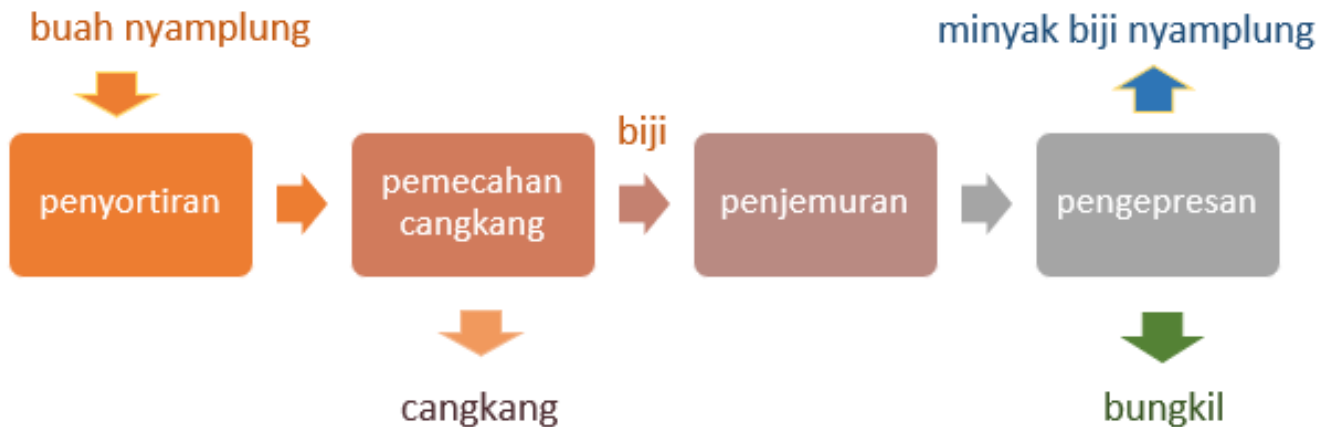 buah nyamplung
minyak biji nyamplung
penyortiran
pemecahan
cangkang
biji
penjemuran
pengepresan
cangkang
bungkil